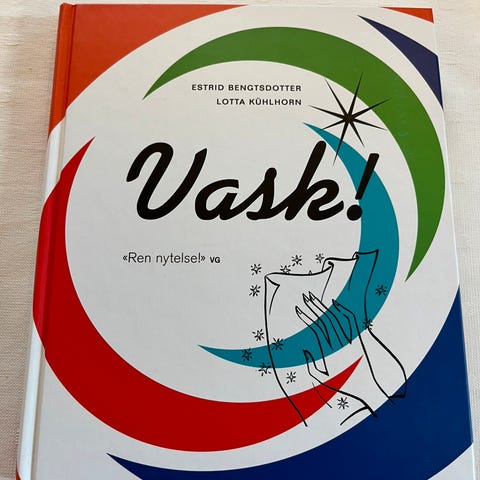 ESTRID BENGTSDOTTER
LOTTA KÜHLHORN
Vask!
«Ren nytelse!» VG